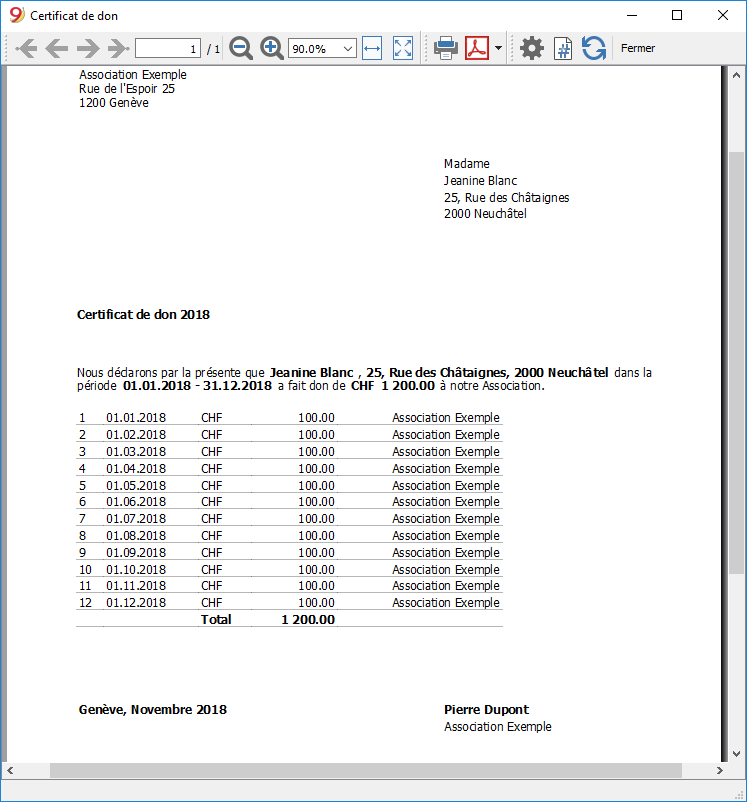 Certificat de don
1 / 1 90.0% Fermer
Association Exemple
Rue de l'Espoir 25
1200 Genève
Madame
Jeanine Blanc
25, Rue des Châtaignes
2000 Neuchâtel
Certificat de don 2018
Nous déclarons par la présente que Jeanine Blanc , 25, Rue des Châtaignes, 2000 Neuchâtel dans la
période 01.01.2018 - 31.12.2018 a fait don de CHF 1 200.00 à notre Association.
1 01.01.2018 CHF 100.00 Association Exemple
2 01.02.2018 CHF 100.00 Association Exemple
3 01.03.2018 CHF 100.00 Association Exemple
4 01.04.2018 CHF 100.00 Association Exemple
5 01.05.2018 CHF 100.00 Association Exemple
6 01.06.2018 CHF 100.00 Association Exemple
7 01.07.2018 CHF 100.00 Association Exemple
8 01.08.2018 CHF 100.00 Association Exemple
9 01.09.2018 CHF 100.00 Association Exemple
10 01.10.2018 CHF 100.00 Association Exemple
11 01.11.2018 CHF 100.00 Association Exemple
12 01.12.2018 CHF 100.00 Association Exemple
Total 1 200.00
Genève, Novembre 2018 Pierre Dupont
Association Exemple